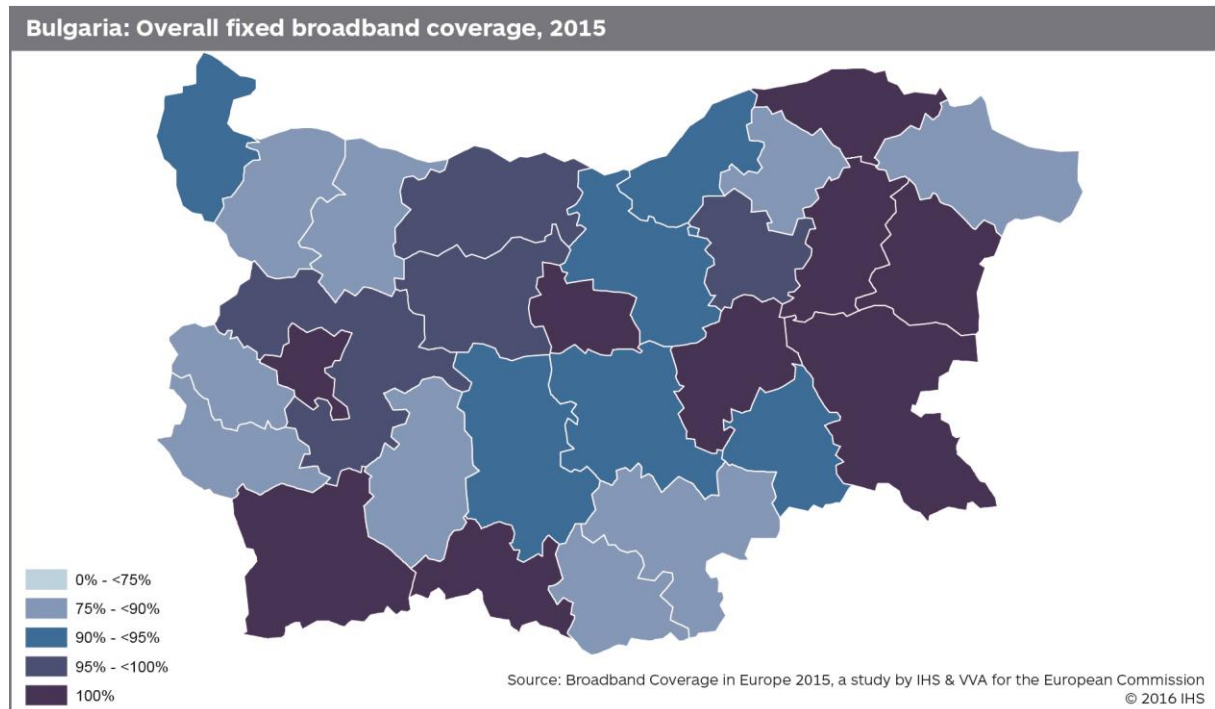 Bulgaria: Overall fixed broadband coverage, 2015
0% - <75%
75% - <90%
90% - <95%
95% - <100%
100%
Source: Broadband Coverage in Europe 2015, a study by IHS & VVA for the European Commission
© 2016 IHS